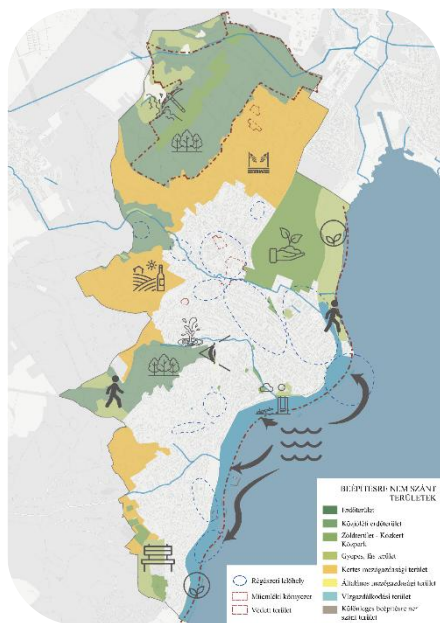 BEÉPÍTÉSRE NEM SZÁNT
TERÜLETEK
Erdőterület
Közjóléti erdőterület
Zöldterület - Közkert
Közpark
Gyepes, fás terület
Kertes mezőgazdasági terület
Általános mezőgazdasági terület
Vízgazdálkodási terület
Különleges beépítésre nem
szánt terület
Régészeti lelőhely
Műemléki környezet
Védett terület